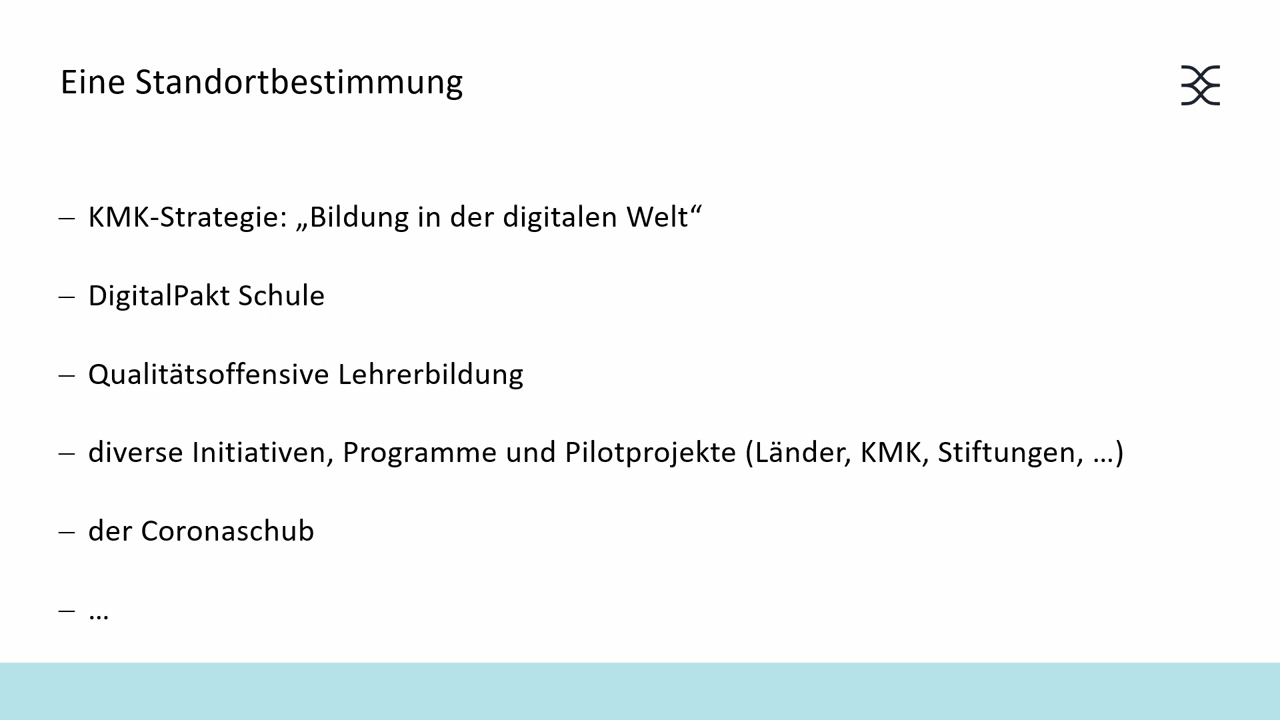 Eine Standortbestimmung
– KMK-Strategie: „Bildung in der digitalen Welt“
– DigitalPakt Schule
– Qualitätsoffensive Lehrerbildung
– diverse Initiativen, Programme und Pilotprojekte (Länder, KMK, Stiftungen, …)
– der Coronaschub
– …